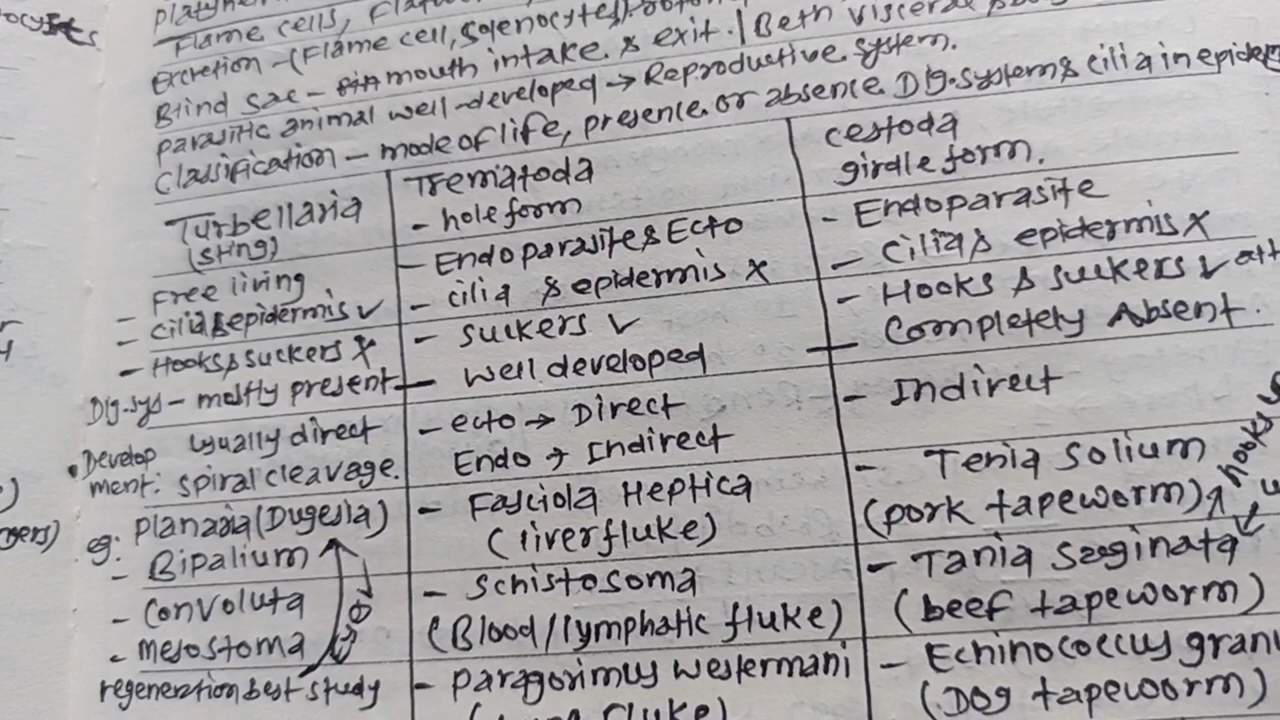 Flame cells,
Excretion - (Flame cell, solenocytes).
Blind sac - mouth intake & exit. / Beth visceral
parasitic animal well-developed → Reproductive system.
Classification - mode of life, presence or absence Dig. system & cilia in epiderm
Turbellaria
(sting)
- Free living
- cilia & epidermis ✓
- Hooks & suckers X
Dig.sys - mostly present
• Develop usually direct
ment: spiral cleavage.
eg: planaria (Dugesia)
- Bipalium
- Convoluta
- Mesostoma
regeneration best study
Trematoda
- hole form
- Endoparasite & Ecto
- cilia & epidermis X
- suckers ✓
- well developed
- ecto → Direct
Endo → Indirect
- Fasciola Heptica
(liverfluke)
- Schistosoma
(Blood/lymphatic fluke)
- paragonimus westermani
fluke)
cestoda
girdle form.
- Endoparasite
- cilia & epidermis X
- Hooks & suckers ✓
- Completely Absent.
- Indirect
- Tenia solium
(pork tapeworm) hooks
- Tania saginata
(beef tapeworm)
- Echinococcus granu
(Dog tapeworm)